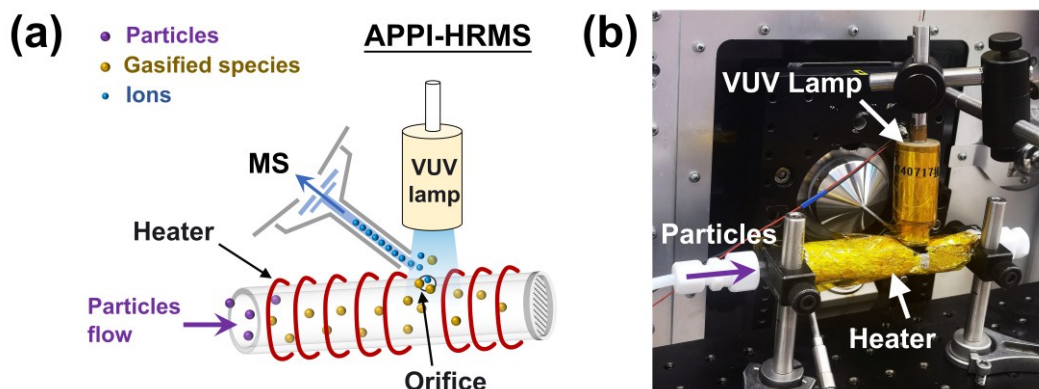 (a)
Particles
Gasified species
Ions
APPI-HRMS
MS
VUV
lamp
Heater
Particles
flow
Orifice
(b)
VUV Lamp
Particles
Heater